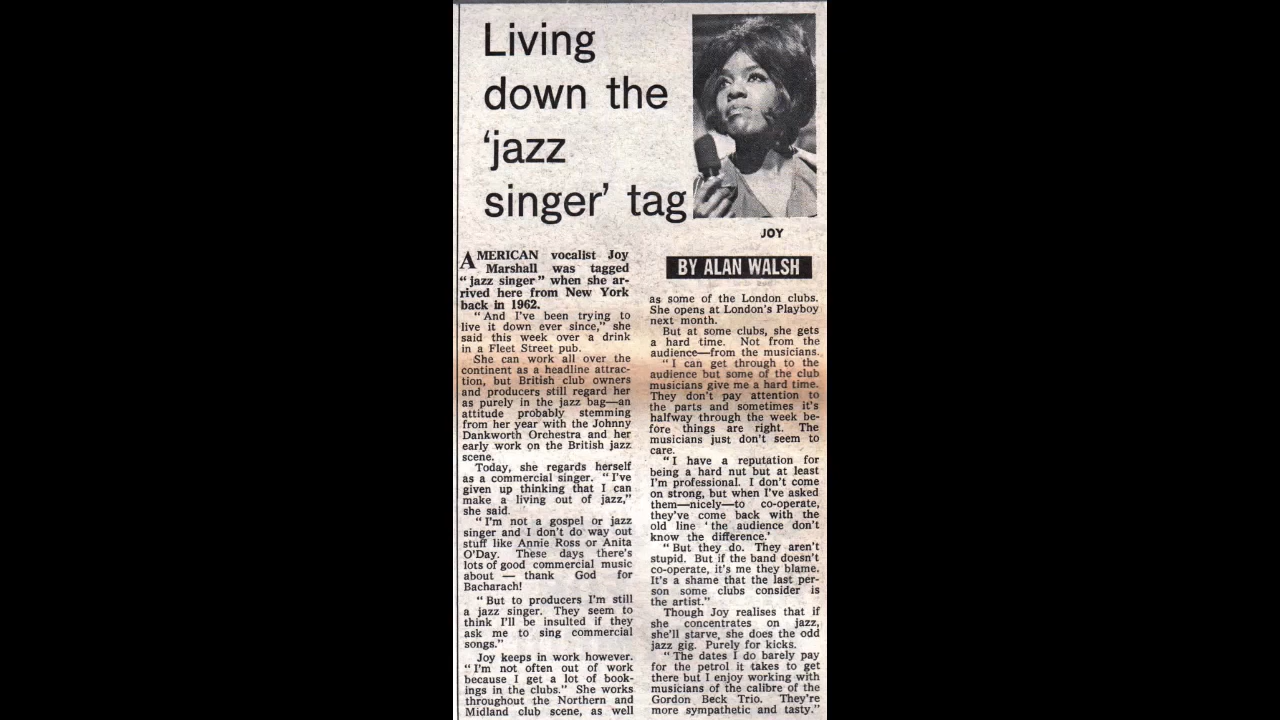 Living
down the
‘jazz
singer’ tag
JOY
AMERICAN vocalist Joy
Marshall was tagged
“ jazz singer ” when she ar-
rived here from New York
back in 1962.
“ And I’ve been trying to
live it down ever since,” she
said this week over a drink
in a Fleet Street pub.
She can work all over the
continent as a headline attrac-
tion, but British club owners
and producers still regard her
as purely in the jazz bag—an
attitude probably stemming
from her year with the Johnny
Dankworth Orchestra and her
early work on the British jazz
scene.
Today, she regards herself
as a commercial singer. “ I’ve
given up thinking that I can
make a living out of jazz,”
she said.
“ I’m not a gospel or jazz
singer and I don’t do way out
stuff like Annie Ross or Anita
O’Day. These days there’s
lots of good commercial music
about — thank God for
Bacharach!
“ But to producers I’m still
a jazz singer. They seem to
think I’ll be insulted if they
ask me to sing commercial
songs.”
Joy keeps in work however.
“ I’m not often out of work
because I get a lot of book-
ings in the clubs.” She works
throughout the Northern and
Midland club scene, as well
BY ALAN WALSH
as some of the London clubs.
She opens at London’s Playboy
next month.
But at some clubs, she gets
a hard time. Not from the
audience—from the musicians.
“ I can get through to the
audience but some of the club
musicians give me a hard time.
They don’t pay attention to
the parts and sometimes it’s
halfway through the week be-
fore things are right. The
musicians just don’t seem to
care.
“ I have a reputation for
being a hard nut but at least
I’m professional. I don’t come
on strong, but when I’ve asked
them—nicely—to co-operate,
they’ve come back with the
old line ‘ the audience don’t
know the difference.’
“ But they do. They aren’t
stupid. But if the band doesn’t
co-operate, it’s me they blame.
It’s a shame that the last per-
son some clubs consider is
the artist.”
Though Joy realises that if
she concentrates on jazz,
she’ll starve, she does the odd
jazz gig. Purely for kicks.
“ The dates I do barely pay
for the petrol it takes to get
there but I enjoy working with
musicians of the calibre of the
Gordon Beck Trio. They’re
more sympathetic and tasty.”